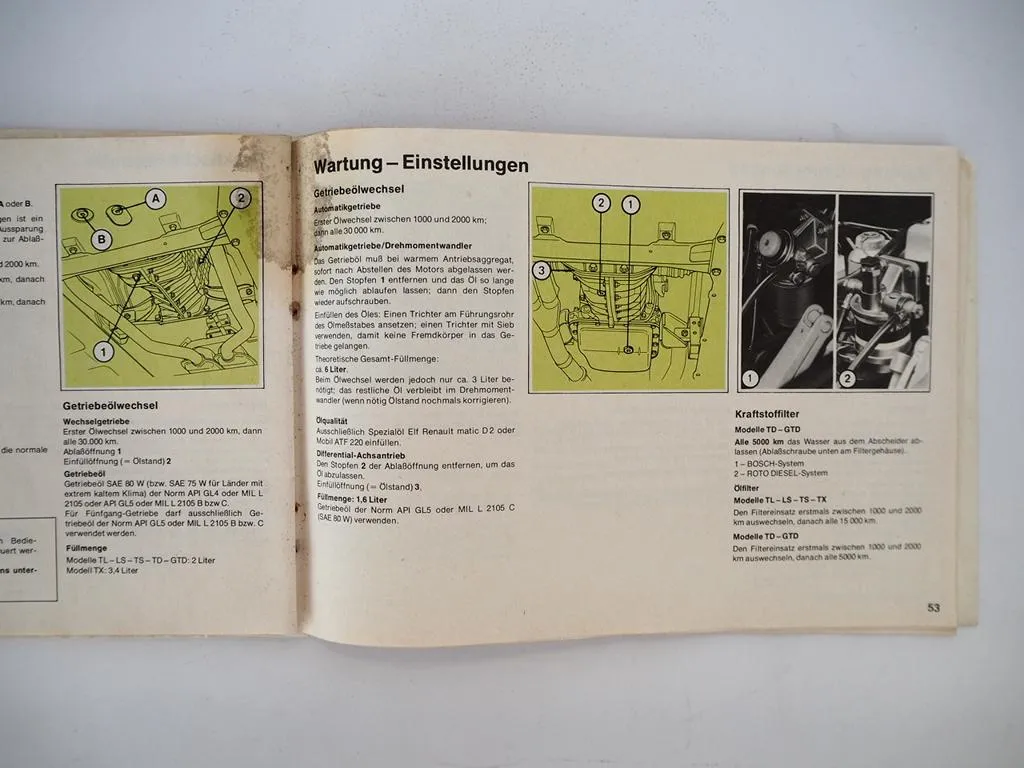 A oder B.
gen ist ein
Aussparung
zur Ablaß-
2000 km.
km, danach
km, danach
die normale
Bedie-
uert wer-
ns unter-
A
B
2
1
Getriebeölwechsel
Wechselgetriebe
Erster Ölwechsel zwischen 1000 und 2000 km, dann
alle 30.000 km.
Ablaßöffnung 1
Einfüllöffnung (= Ölstand) 2
Getriebeöl
Getriebeöl SAE 80 W (bzw. SAE 75 W für Länder mit
extrem kaltem Klima) der Norm API GL4 oder MIL L
2105 oder API GL5 oder MIL L 2105 B bzw C.
Für Fünfgang-Getriebe darf ausschließlich Ge-
triebeöl der Norm API GL5 oder MIL L 2105 B bzw. C
verwendet werden.
Füllmenge
Modelle TL – LS – TS – TD – GTD: 2 Liter
Modell TX: 3,4 Liter
Wartung – Einstellungen
Getriebeölwechsel
Automatikgetriebe
Erster Ölwechsel zwischen 1000 und 2000 km;
dann alle 30 000 km.
Automatikgetriebe/Drehmomentwandler
Das Getriebeöl muß bei warmem Antriebsaggregat,
sofort nach Abstellen des Motors abgelassen wer-
den. Den Stopfen 1 entfernen und das Öl so lange
wie möglich ablaufen lassen; dann den Stopfen
wieder aufschrauben.
Einfüllen des Öles: Einen Trichter am Führungsrohr
des Ölmeßstabes ansetzen; einen Trichter mit Sieb
verwenden, damit keine Fremdkörper in das Ge-
triebe gelangen.
Theoretische Gesamt-Füllmenge:
ca. 6 Liter.
Beim Ölwechsel werden jedoch nur ca. 3 Liter be-
nötigt; das restliche Öl verbleibt im Drehmoment-
wandler (wenn nötig Ölstand nochmals korrigieren).
Ölqualität
Ausschließlich Spezialöl Elf Renault matic D2 oder
Mobil ATF 220 einfüllen.
Differential-Achsantrieb
Den Stopfen 2 der Ablaßöffnung entfernen, um das
Öl abzulassen.
Einfüllöffnung (= Ölstand) 3.
Füllmenge: 1,6 Liter
Getriebeöl der Norm API GL5 oder MIL L 2105 C
(SAE 80 W) verwenden.
2
1
3
1
2
Kraftstoffilter
Modelle TD – GTD
Alle 5000 km das Wasser aus dem Abscheider ab-
lassen (Ablaßschraube unten am Filtergehäuse).
1 – BOSCH-System
2 – ROTO DIESEL-System
Ölfilter
Modelle TL – LS – TS – TX
Den Filtereinsatz erstmals zwischen 1000 und 2000
km auswechseln, danach alle 15 000 km.
Modelle TD – GTD
Den Filtereinsatz erstmals zwischen 1000 und 2000
km auswechseln, danach alle 5000 km.
53